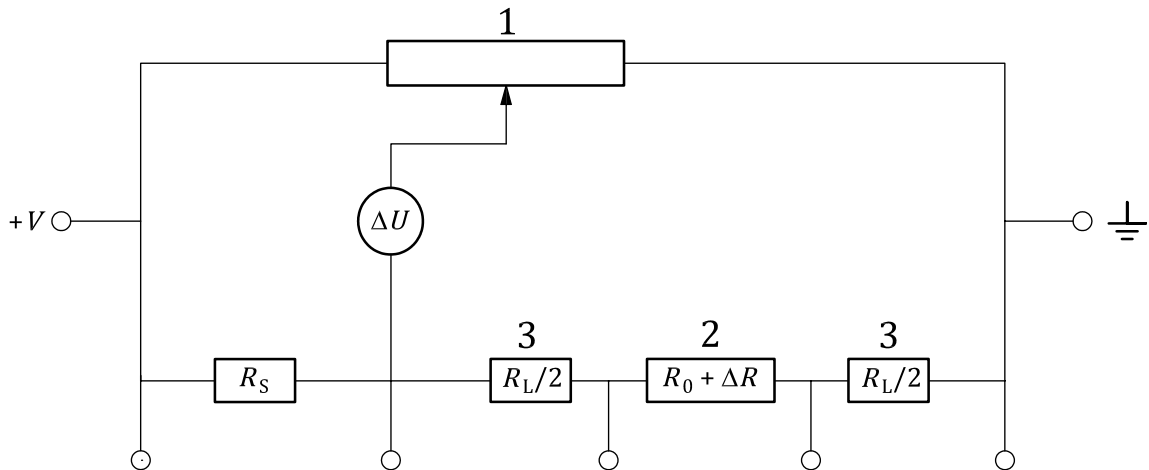 1
+V
ΔU
3
2
3
R_S
R_L/2
R_0 + ΔR
R_L/2